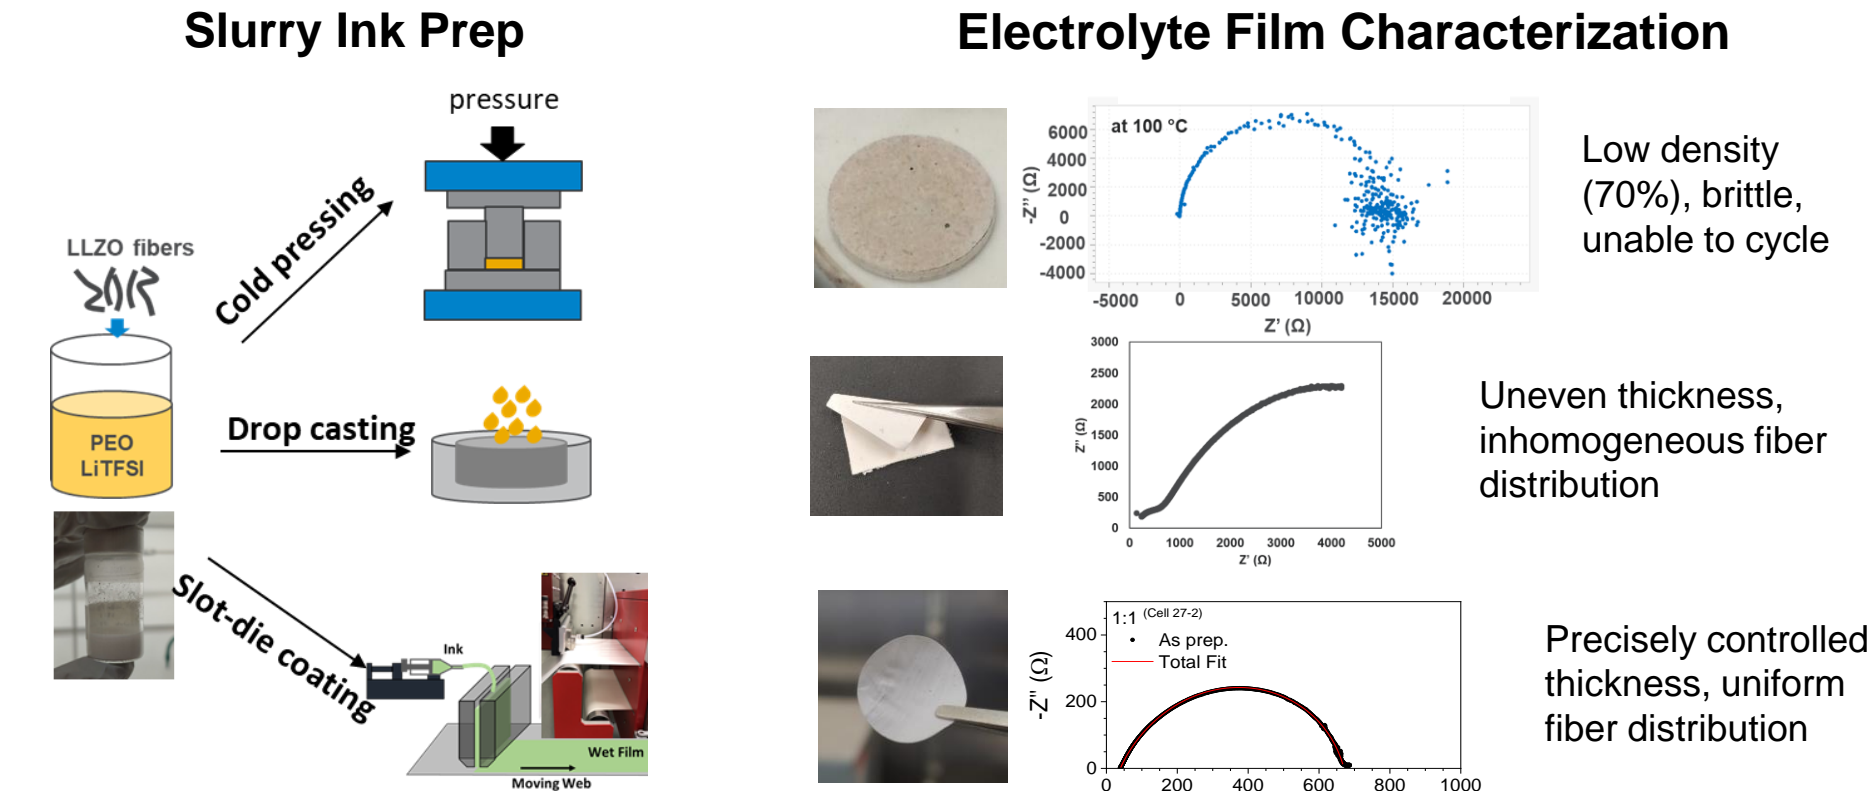 Slurry Ink Prep
Electrolyte Film Characterization
pressure
Cold pressing
LLZO fibers
PEO
LiTFSI
Drop casting
Slot-die coating
Ink
Wet Film
Moving Web
at 100 °C
-Z’’ (Ω)
6000
4000
2000
0
-2000
-4000
-5000 0 5000 10000 15000 20000
Z’ (Ω)
Low density
(70%), brittle,
unable to cycle
Z’’ (Ω)
3000
2500
2000
1500
1000
500
0
0 1000 2000 3000 4000 5000
Z’ (Ω)
Uneven thickness,
inhomogeneous fiber
distribution
1:1 (Cell 27-2)
As prep.
Total Fit
-Z" (Ω)
400
200
0
0 200 400 600 800 1000
Precisely controlled
thickness, uniform
fiber distribution